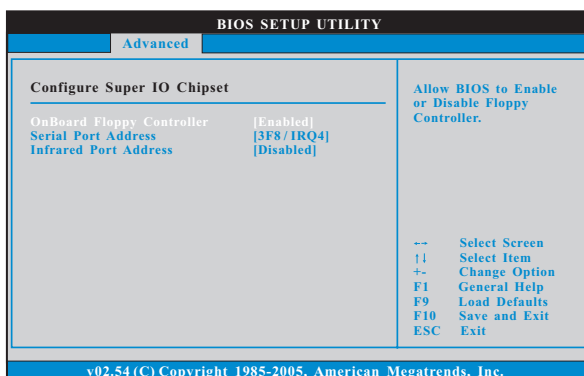 BIOS SETUP UTILITY
Advanced
Configure Super IO Chipset
OnBoard Floppy Controller [Enabled]
Serial Port Address [3F8 / IRQ4]
Infrared Port Address [Disabled]
Allow BIOS to Enable
or Disable Floppy
Controller.
←→ Select Screen
↑↓ Select Item
+- Change Option
F1 General Help
F9 Load Defaults
F10 Save and Exit
ESC Exit
v02.54 (C) Copyright 1985-2005, American Megatrends, Inc.